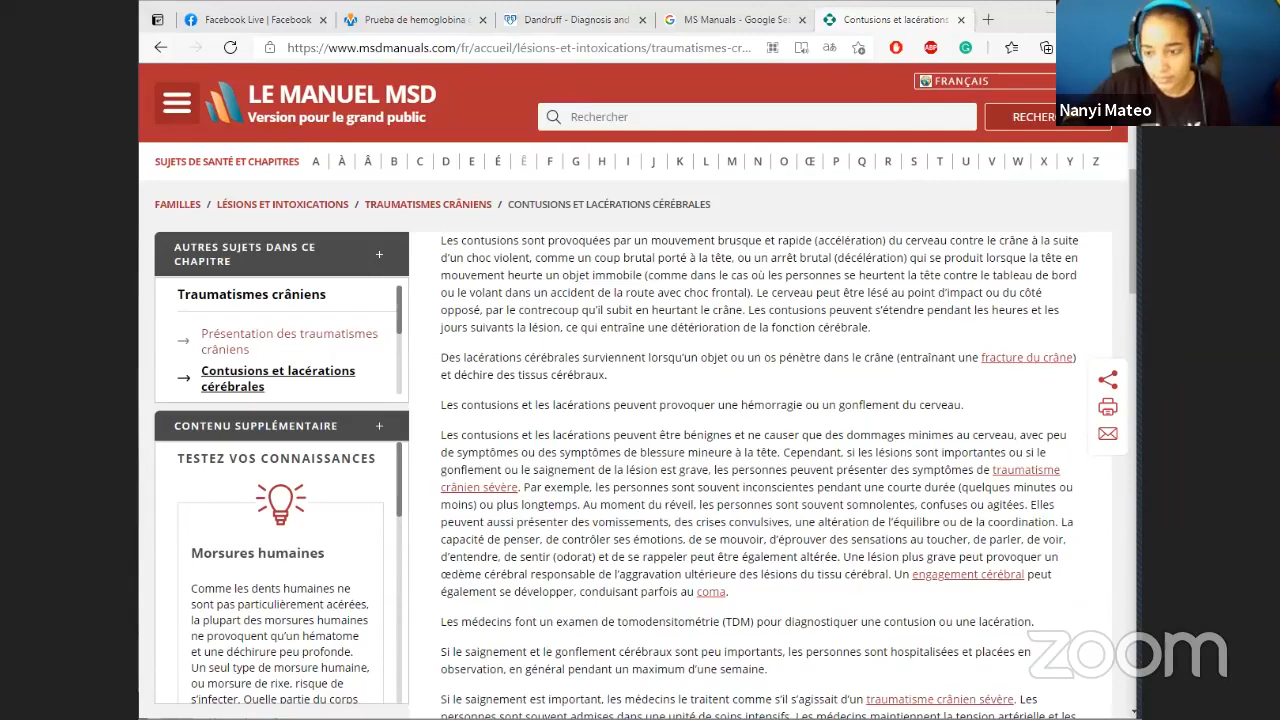 Facebook Live | Facebook
Prueba de hemoglobina
Dandruff - Diagnosis and
MS Manuals - Google Se
Contusions et lacérations
https://www.msdmanuals.com/fr/accueil/lésions-et-intoxications/traumatismes-cr...
LE MANUEL MSD
Version pour le grand public
FRANÇAIS
Rechercher
RECHER
Nanyi Mateo
SUJETS DE SANTÉ ET CHAPITRES A | À | Â | B | C | D | E | É | Ê | F | G | H | I | J | K | L | M | N | O | Œ | P | Q | R | S | T | U | V | W | X | Y | Z
FAMILLES / LÉSIONS ET INTOXICATIONS / TRAUMATISMES CRÂNIENS / CONTUSIONS ET LACÉRATIONS CÉRÉBRALES
AUTRES SUJETS DANS CE
CHAPITRE
+
Traumatismes crâniens
→ Présentation des traumatismes
crâniens
→ Contusions et lacérations
cérébrales
CONTENU SUPPLÉMENTAIRE +
TESTEZ VOS CONNAISSANCES
Morsures humaines
Comme les dents humaines ne
sont pas particulièrement acérées,
la plupart des morsures humaines
ne provoquent qu'un hématome
et une déchirure peu profonde.
Un seul type de morsure humaine,
ou morsure de rixe, risque de
s'infecter. Quelle partie du corps
Les contusions sont provoquées par un mouvement brusque et rapide (accélération) du cerveau contre le crâne à la suite
d'un choc violent, comme un coup brutal porté à la tête, ou un arrêt brutal (décélération) qui se produit lorsque la tête en
mouvement heurte un objet immobile (comme dans le cas où les personnes se heurtent la tête contre le tableau de bord
ou le volant dans un accident de la route avec choc frontal). Le cerveau peut être lésé au point d'impact ou du côté
opposé, par le contrecoup qu'il subit en heurtant le crâne. Les contusions peuvent s'étendre pendant les heures et les
jours suivants la lésion, ce qui entraîne une détérioration de la fonction cérébrale.
Des lacérations cérébrales surviennent lorsqu'un objet ou un os pénètre dans le crâne (entraînant une fracture du crâne)
et déchire des tissus cérébraux.
Les contusions et les lacérations peuvent provoquer une hémorragie ou un gonflement du cerveau.
Les contusions et les lacérations peuvent être bénignes et ne causer que des dommages minimes au cerveau, avec peu
de symptômes ou des symptômes de blessure mineure à la tête. Cependant, si les lésions sont importantes ou si le
gonflement ou le saignement de la lésion est grave, les personnes peuvent présenter des symptômes de traumatisme
crânien sévère. Par exemple, les personnes sont souvent inconscientes pendant une courte durée (quelques minutes ou
moins) ou plus longtemps. Au moment du réveil, les personnes sont souvent somnolentes, confuses ou agitées. Elles
peuvent aussi présenter des vomissements, des crises convulsives, une altération de l'équilibre ou de la coordination. La
capacité de penser, de contrôler ses émotions, de se mouvoir, d'éprouver des sensations au toucher, de parler, de voir,
d'entendre, de sentir (odorat) et de se rappeler peut être également altérée. Une lésion plus grave peut provoquer un
œdème cérébral responsable de l'aggravation ultérieure des lésions du tissu cérébral. Un engagement cérébral peut
également se développer, conduisant parfois au coma.
Les médecins font un examen de tomodensitométrie (TDM) pour diagnostiquer une contusion ou une lacération.
Si le saignement et le gonflement cérébraux sont peu importants, les personnes sont hospitalisées et placées en
observation, en général pendant un maximum d'une semaine.
Si le saignement est important, les médecins le traitent comme s'il s'agissait d'un traumatisme crânien sévère. Les
personnes sont souvent admises dans une unité de soins intensifs. Les médecins maintiennent la tension artérielle et les
zoom